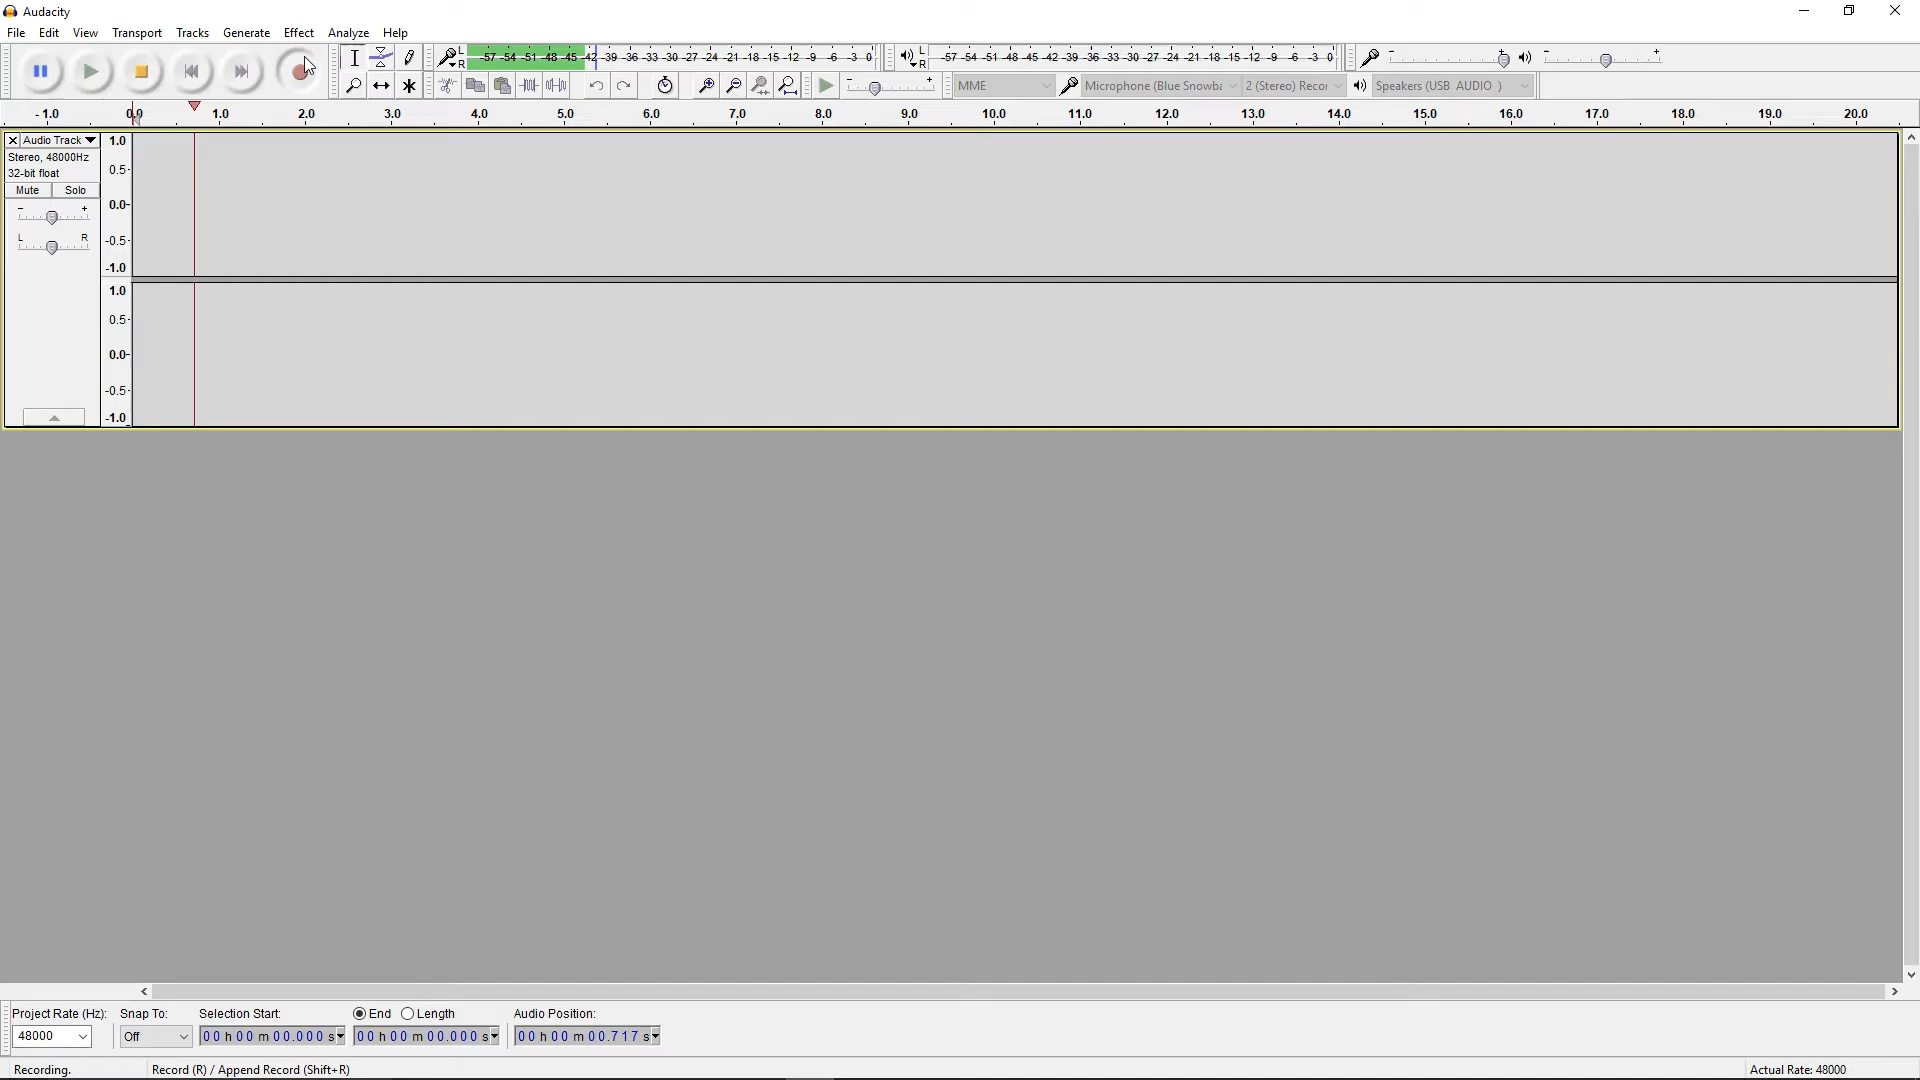 Audacity
File Edit View Transport Tracks Generate Effect Analyze Help
L R -57 -54 -51 -48 -45 -42 -39 -36 -33 -30 -27 -24 -21 -18 -15 -12 -9 -6 -3 0 L R -57 -54 -51 -48 -45 -42 -39 -36 -33 -30 -27 -24 -21 -18 -15 -12 -9 -6 -3 0 - + - +
- + MME Microphone (Blue Snowba 2 (Stereo) Recor Speakers (USB AUDIO )
-1.0 0.0 1.0 2.0 3.0 4.0 5.0 6.0 7.0 8.0 9.0 10.0 11.0 12.0 13.0 14.0 15.0 16.0 17.0 18.0 19.0 20.0
Audio Track 1.0
Stereo, 48000Hz
32-bit float 0.5
Mute Solo
- + 0.0
L R -0.5
-1.0
1.0
0.5
0.0
-0.5
-1.0
Project Rate (Hz): Snap To: Selection Start: End Length Audio Position:
48000 Off 00 h 00 m 00.000 s 00 h 00 m 00.000 s 00 h 00 m 00.717 s
Recording. Record (R) / Append Record (Shift+R) Actual Rate: 48000